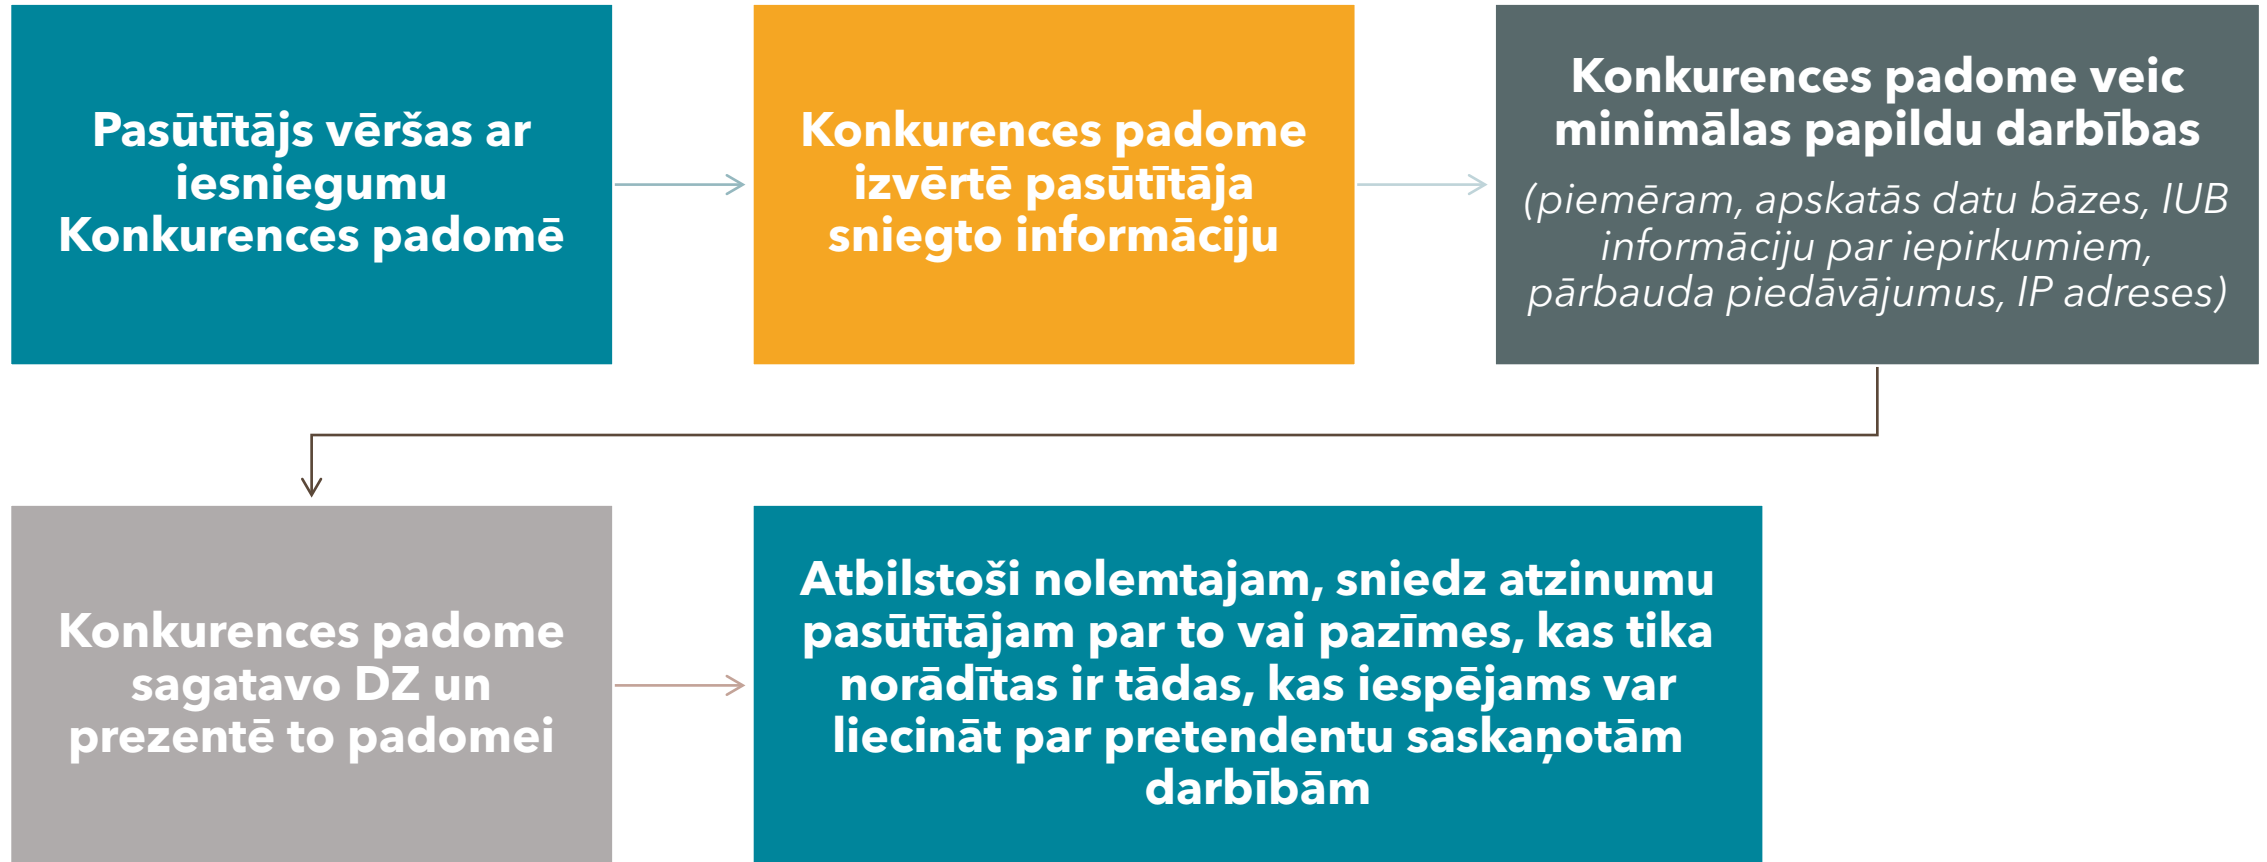 Pasūtītājs vēršas ar
iesniegumu
Konkurences padomē
Konkurences padome
izvērtē pasūtītāja
sniegto informāciju
Konkurences padome veic
minimālas papildu darbības
(piemēram, apskatās datu bāzes, IUB
informāciju par iepirkumiem,
pārbauda piedāvājumus, IP adreses)
Konkurences padome
sagatavo DZ un
prezentē to padomei
Atbilstoši nolemtajam, sniedz atzinumu
pasūtītājam par to vai pazīmes, kas tika
norādītas ir tādas, kas iespējams var
liecināt par pretendentu saskaņotām
darbībām